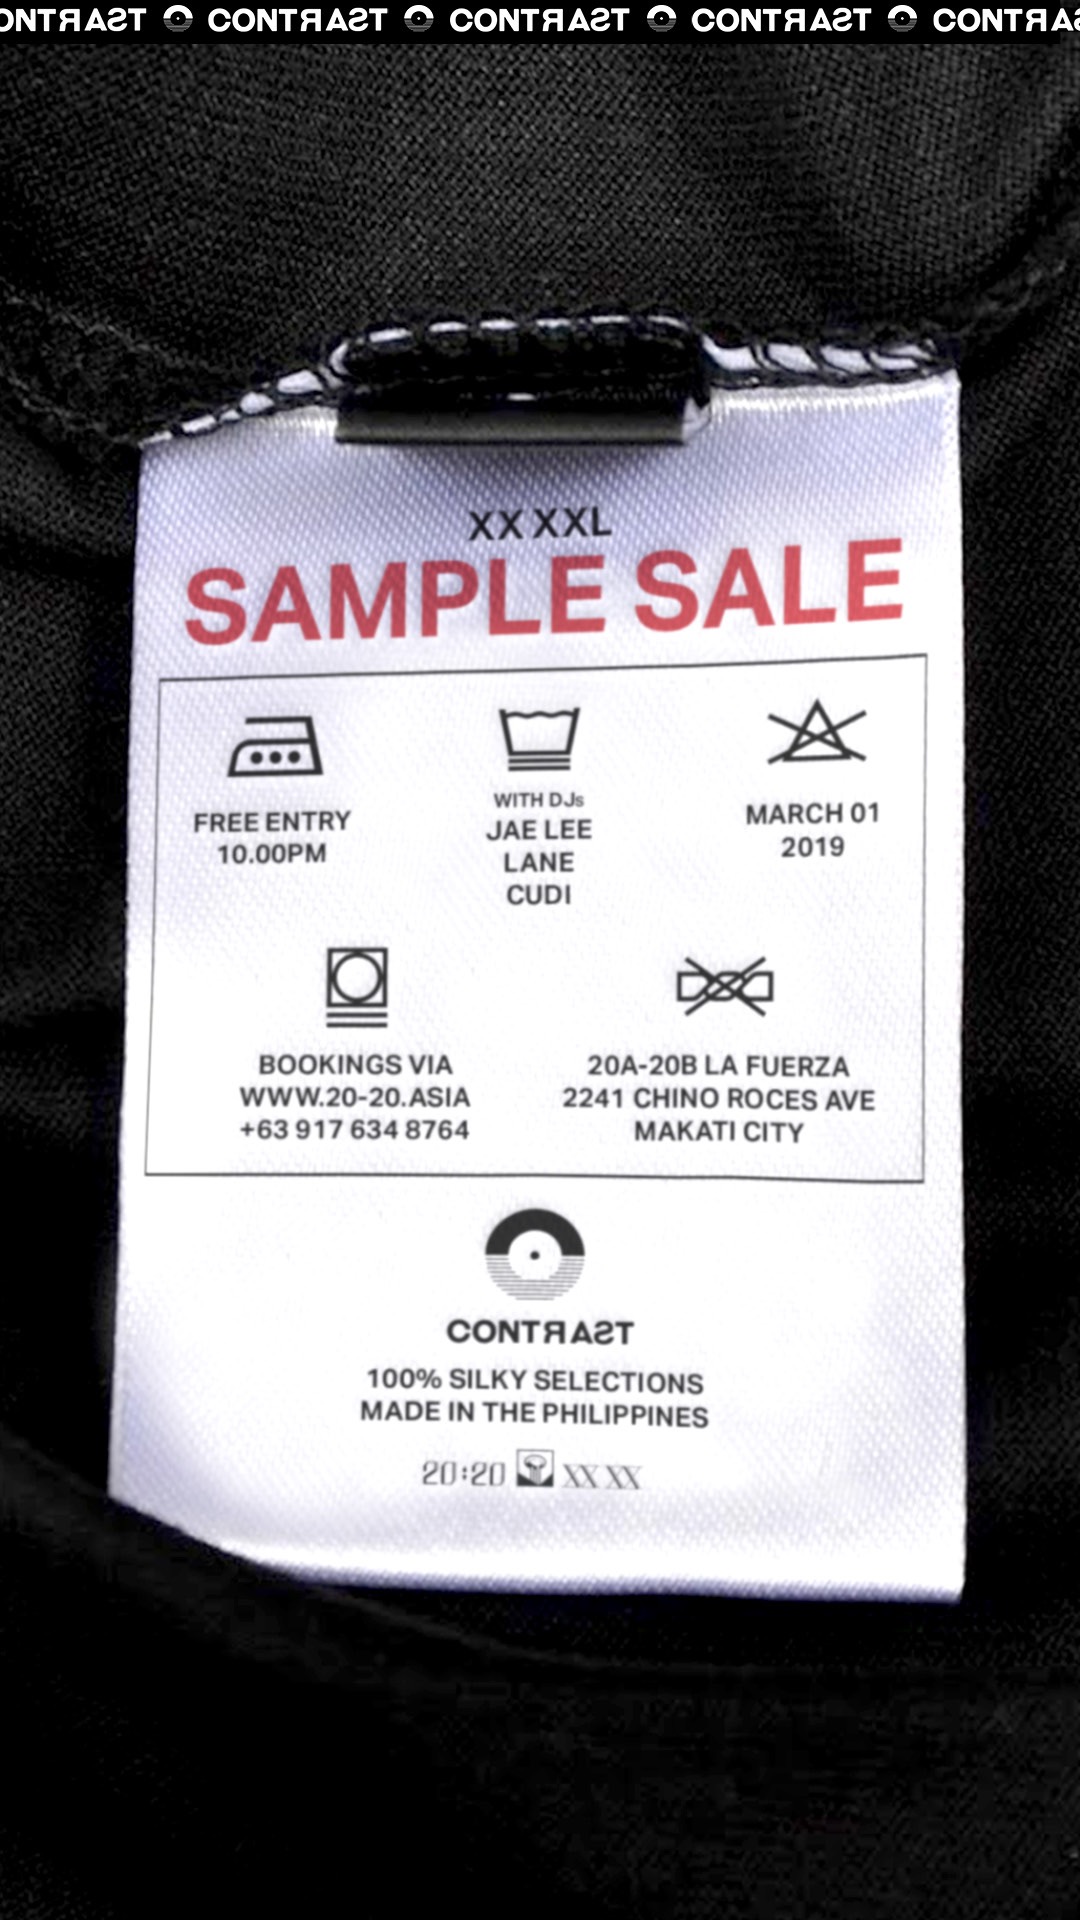 CONTRAST CONTRAST CONTRAST CONTRAST CONTRAST
XX XXL
SAMPLE SALE
FREE ENTRY
10.00PM
WITH DJs
JAE LEE
LANE
CUDI
MARCH 01
2019
BOOKINGS VIA
WWW.20-20.ASIA
+63 917 634 8764
20A-20B LA FUERZA
2241 CHINO ROCES AVE
MAKATI CITY
CONTRAST
100% SILKY SELECTIONS
MADE IN THE PHILIPPINES
20:20 XX XX